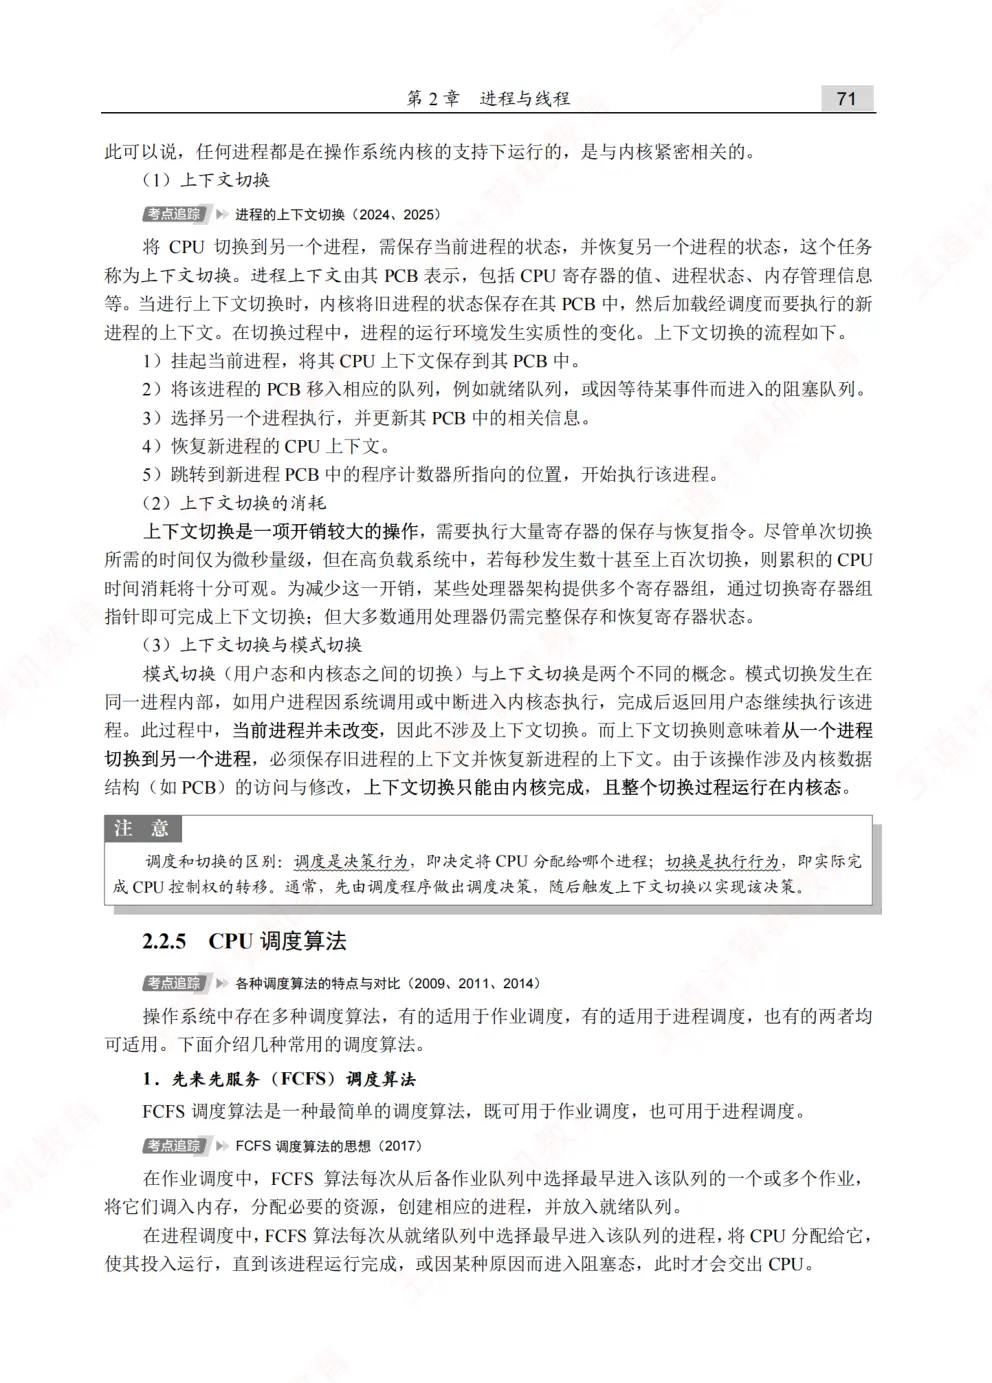 第 2 章 进程与线程 71
此可以说，任何进程都是在操作系统内核的支持下运行的，是与内核紧密相关的。
（1）上下文切换
考点追踪 进程的上下文切换（2024、2025）
将 CPU 切换到另一个进程，需保存当前进程的状态，并恢复另一个进程的状态，这个任务
称为上下文切换。进程上下文由其 PCB 表示，包括 CPU 寄存器的值、进程状态、内存管理信息
等。当进行上下文切换时，内核将旧进程的状态保存在其 PCB 中，然后加载经调度而要执行的新
进程的上下文。在切换过程中，进程的运行环境发生实质性的变化。上下文切换的流程如下。
1）挂起当前进程，将其 CPU 上下文保存到其 PCB 中。
2）将该进程的 PCB 移入相应的队列，例如就绪队列，或因等待某事件而进入的阻塞队列。
3）选择另一个进程执行，并更新其 PCB 中的相关信息。
4）恢复新进程的 CPU 上下文。
5）跳转到新进程 PCB 中的程序计数器所指向的位置，开始执行该进程。
（2）上下文切换的消耗
上下文切换是一项开销较大的操作，需要执行大量寄存器的保存与恢复指令。尽管单次切换
所需的时间仅为微秒量级，但在高负载系统中，若每秒发生数十甚至上百次切换，则累积的 CPU
时间消耗将十分可观。为减少这一开销，某些处理器架构提供多个寄存器组，通过切换寄存器组
指针即可完成上下文切换；但大多数通用处理器仍需完整保存和恢复寄存器状态。
（3）上下文切换与模式切换
模式切换（用户态和内核态之间的切换）与上下文切换是两个不同的概念。模式切换发生在
同一进程内部，如用户进程因系统调用或中断进入内核态执行，完成后返回用户态继续执行该进
程。此过程中，当前进程并未改变，因此不涉及上下文切换。而上下文切换则意味着从一个进程
切换到另一个进程，必须保存旧进程的上下文并恢复新进程的上下文。由于该操作涉及内核数据
结构（如 PCB）的访问与修改，上下文切换只能由内核完成，且整个切换过程运行在内核态。
注 意
调度和切换的区别：调度是决策行为，即决定将 CPU 分配给哪个进程；切换是执行行为，即实际完
成 CPU 控制权的转移。通常，先由调度程序做出调度决策，随后触发上下文切换以实现该决策。
2.2.5 CPU 调度算法
考点追踪 各种调度算法的特点与对比（2009、2011、2014）
操作系统中存在多种调度算法，有的适用于作业调度，有的适用于进程调度，也有的两者均
可适用。下面介绍几种常用的调度算法。
1．先来先服务（FCFS）调度算法
FCFS 调度算法是一种最简单的调度算法，既可用于作业调度，也可用于进程调度。
考点追踪 FCFS 调度算法的思想（2017）
在作业调度中，FCFS 算法每次从后备作业队列中选择最早进入该队列的一个或多个作业，
将它们调入内存，分配必要的资源，创建相应的进程，并放入就绪队列。
在进程调度中，FCFS 算法每次从就绪队列中选择最早进入该队列的进程，将 CPU 分配给它，
使其投入运行，直到该进程运行完成，或因某种原因而进入阻塞态，此时才会交出 CPU。